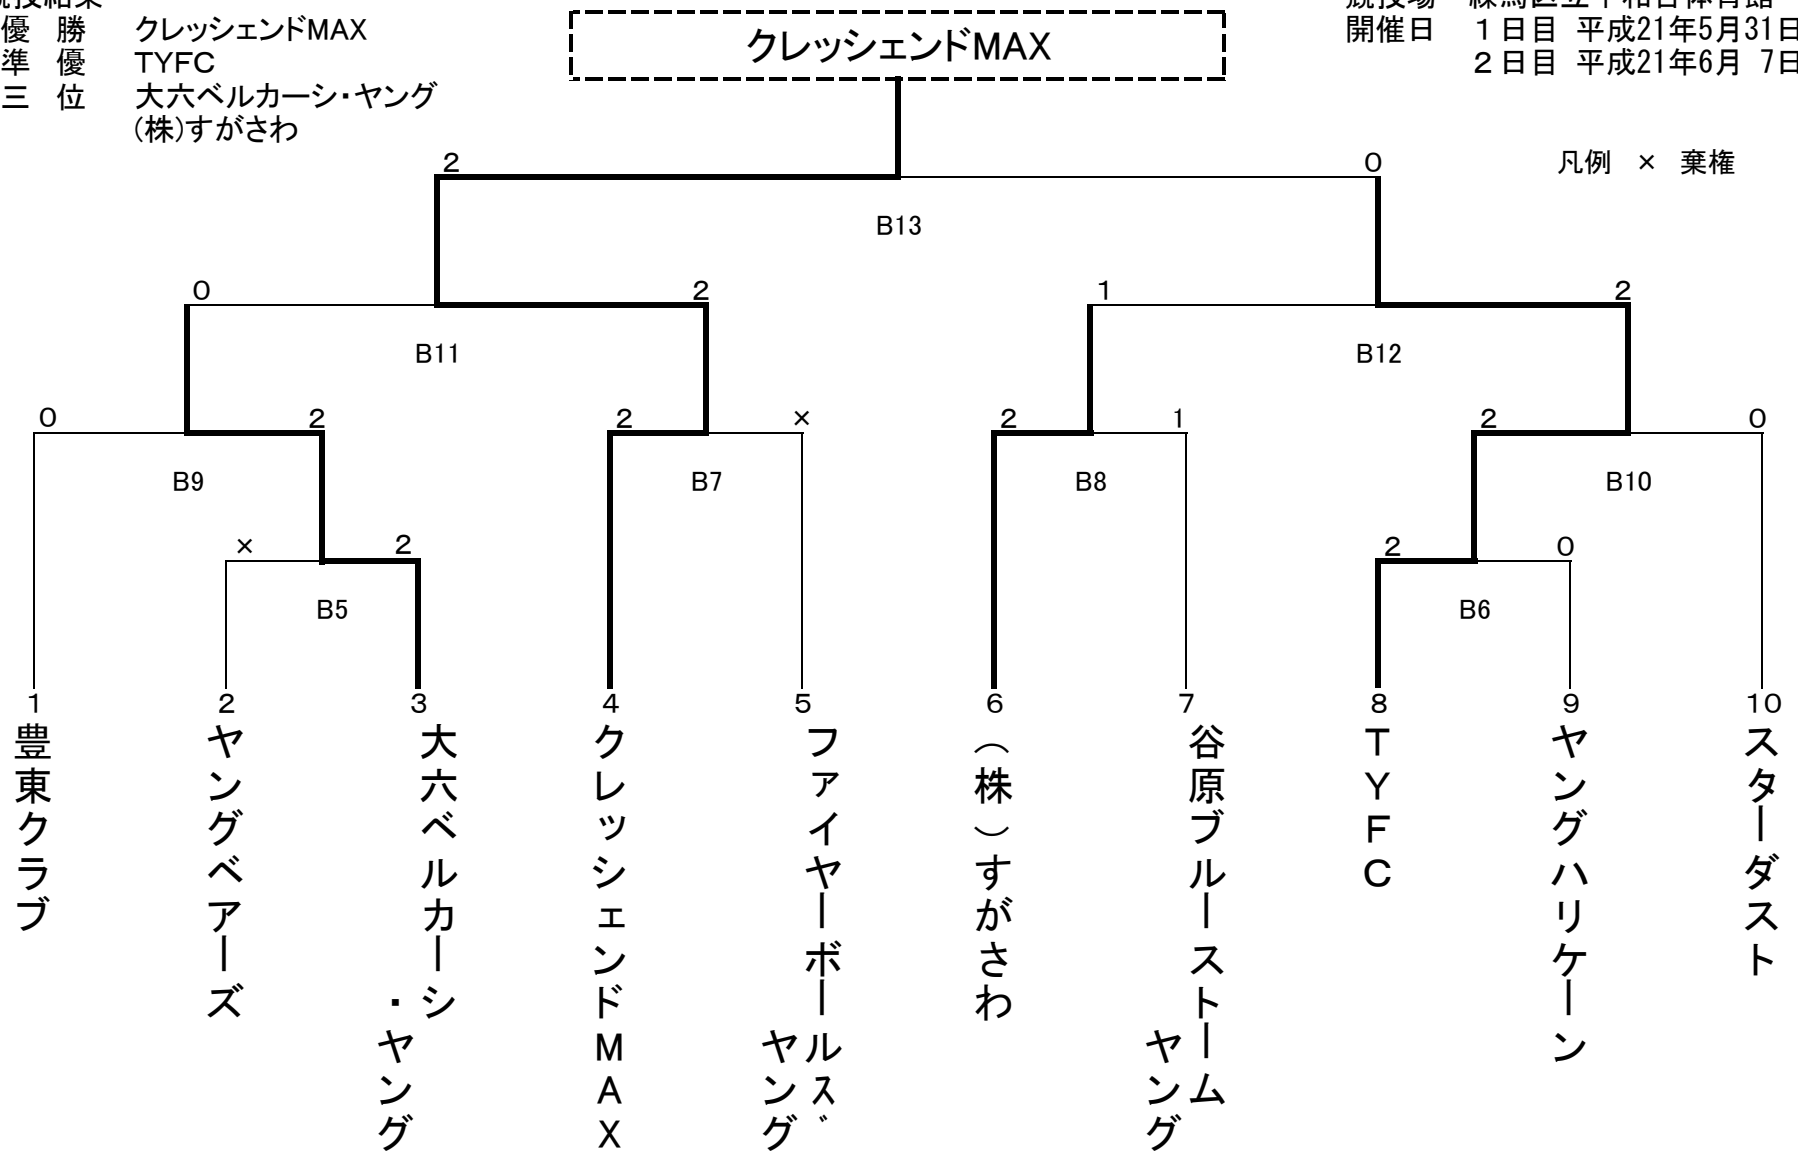 優　勝　クレッシェンドMAX
準　優　TYFC
三　位　大六ベルカーシ・ヤング
(株)すがさわ
クレッシェンドMAX
開催日　１日目 平成21年5月31日
２日目 平成21年6月 7日
凡例　×　棄権
2　0
B13
0　2　1　2
B11　B12
0　2　2　×　2　1　2　0
B9　B7　B8　B10
×　2　2　0
B5　B6
1　2　3　4　5　6　7　8　9　10
豊東クラブ
ヤングベアーズ
大六ベルカーシ
・ヤング
クレッシェンドMAX
ファイヤーボールズ
ヤング
（株）すがさわ
谷原ブルーストーム
ヤング
TYFC
ヤングハリケーン
スターダスト